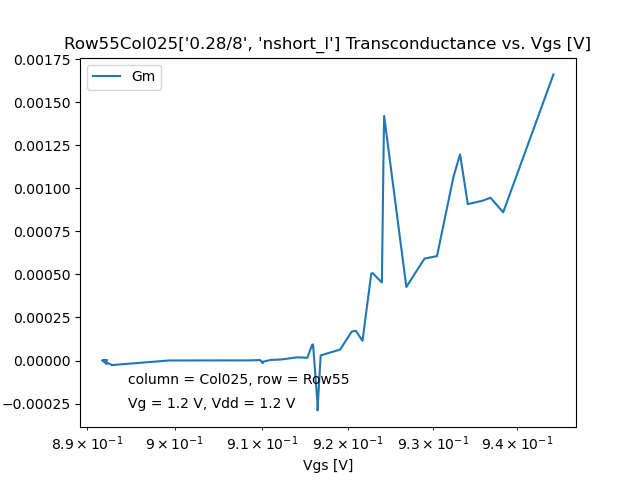 Row55Col025['0.28/8', 'nshort_l'] Transconductance vs. Vgs [V]
Gm
0.00175
0.00150
0.00125
0.00100
0.00075
0.00050
0.00025
0.00000
−0.00025
column = Col025, row = Row55
Vg = 1.2 V, Vdd = 1.2 V
8.9 × 10⁻¹ 9 × 10⁻¹ 9.1 × 10⁻¹ 9.2 × 10⁻¹ 9.3 × 10⁻¹ 9.4 × 10⁻¹
Vgs [V]